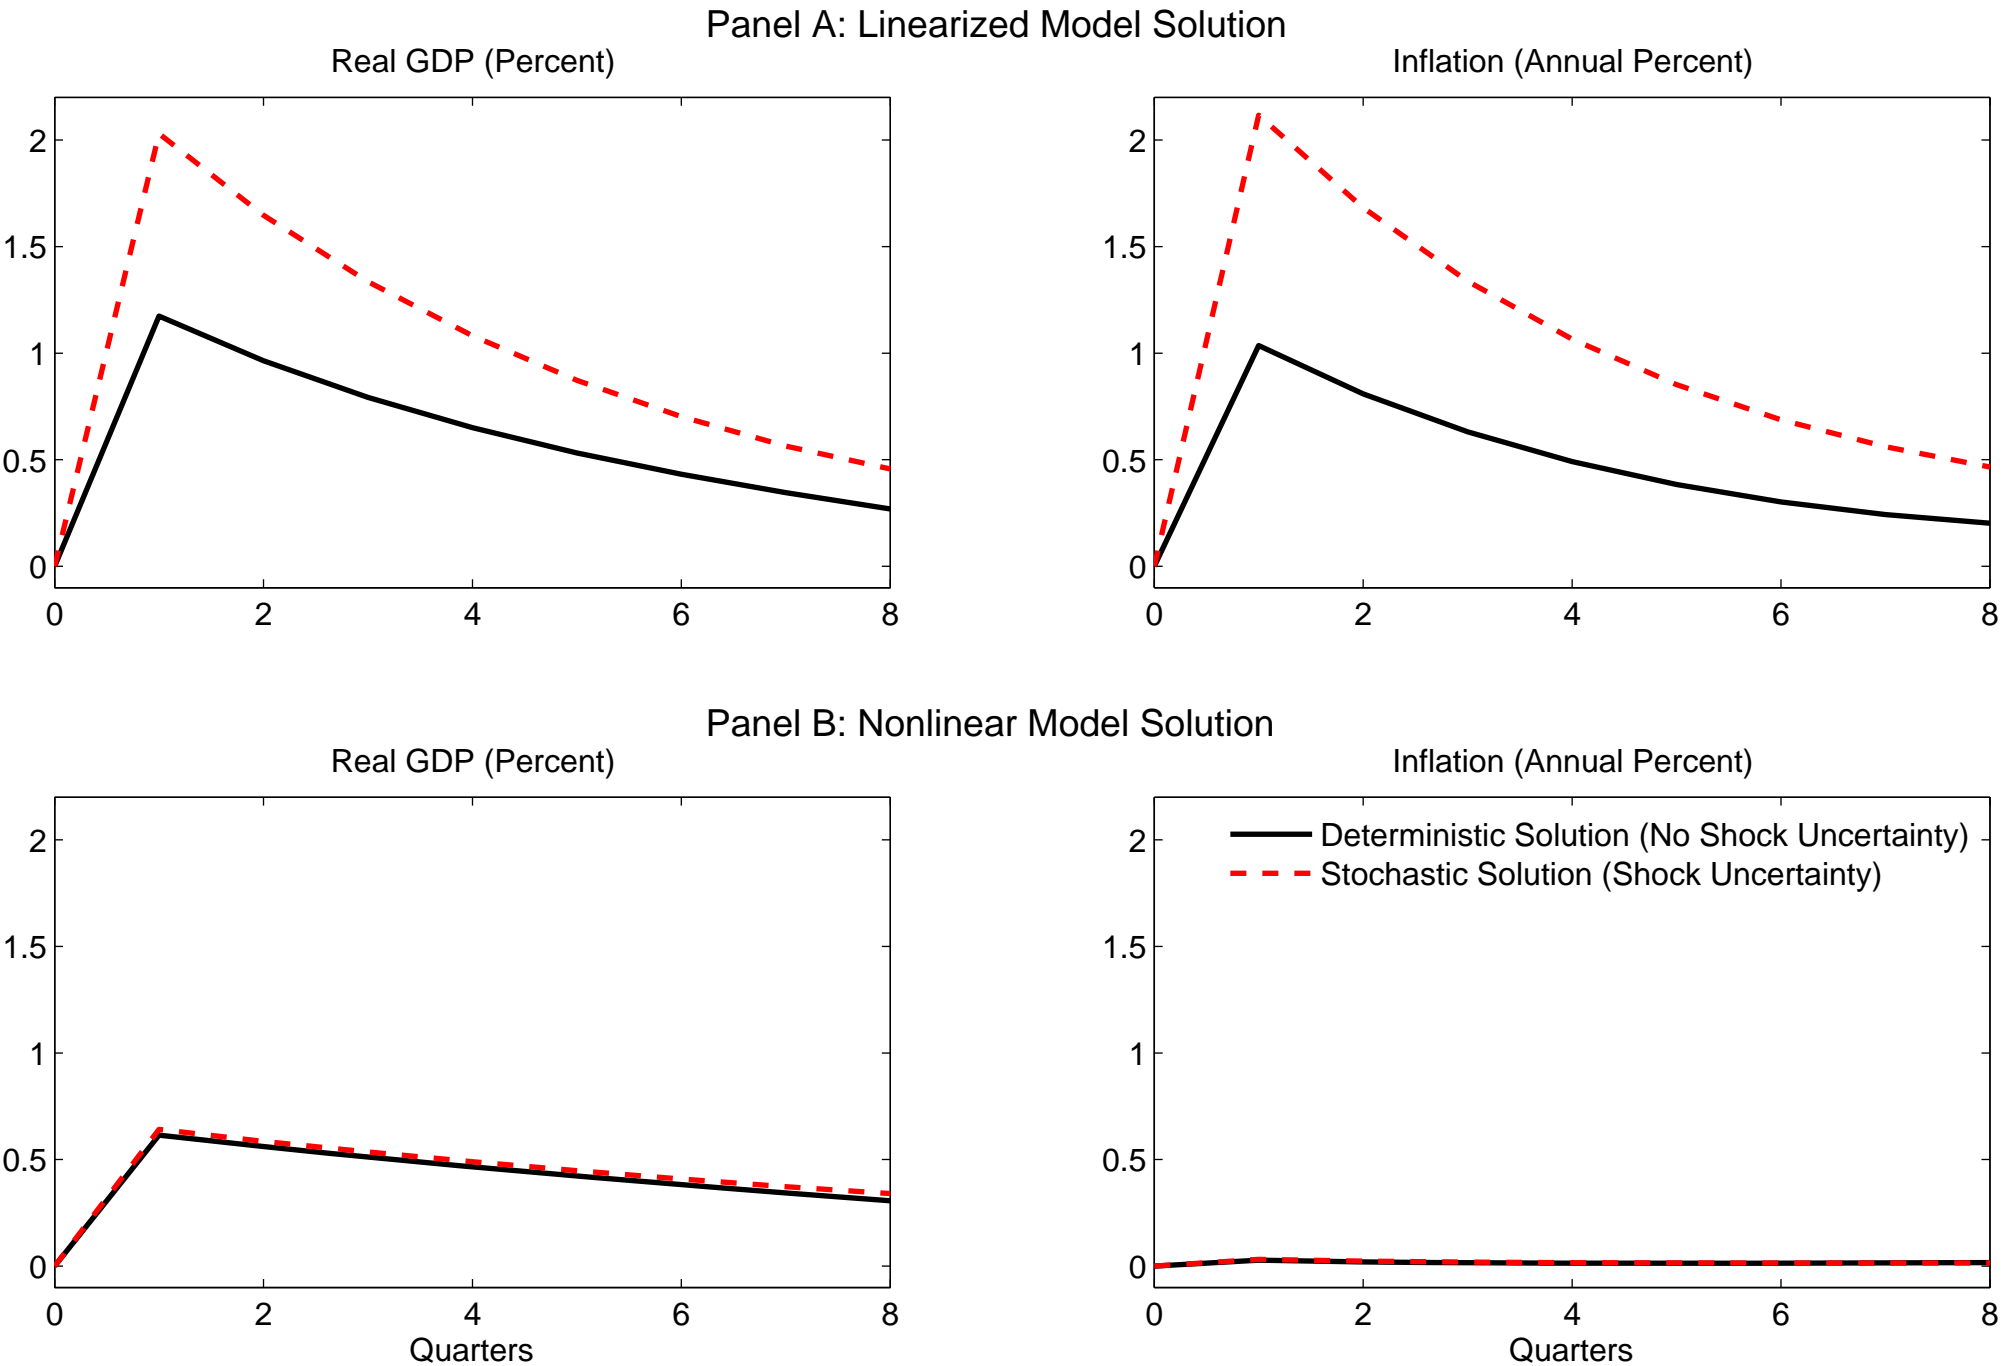 Panel A: Linearized Model Solution
Real GDP (Percent)
Inflation (Annual Percent)
2
1.5
1
0.5
0
0 2 4 6 8
2
1.5
1
0.5
0
0 2 4 6 8
Panel B: Nonlinear Model Solution
Real GDP (Percent)
Inflation (Annual Percent)
2
1.5
1
0.5
0
0 2 4 6 8
Quarters
2
1.5
1
0.5
0
Deterministic Solution (No Shock Uncertainty)
Stochastic Solution (Shock Uncertainty)
0 2 4 6 8
Quarters